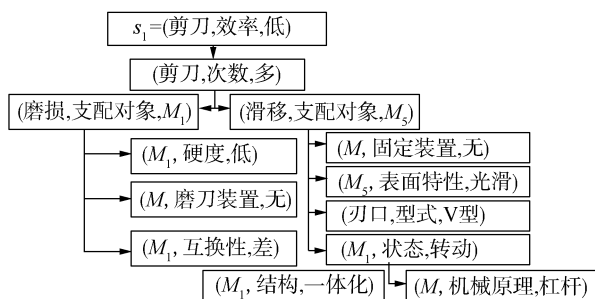 s₁=(剪刀,效率,低)
(剪刀,次数,多)
(磨损,支配对象,M₁)
(滑移,支配对象,M₅)
(M₁,硬度,低)
(M,磨刀装置,无)
(M₁,互换性,差)
(M,固定装置,无)
(M₅,表面特性,光滑)
(刃口,型式,V型)
(M₁,状态,转动)
(M₁,结构,一体化)
(M,机械原理,杠杆)